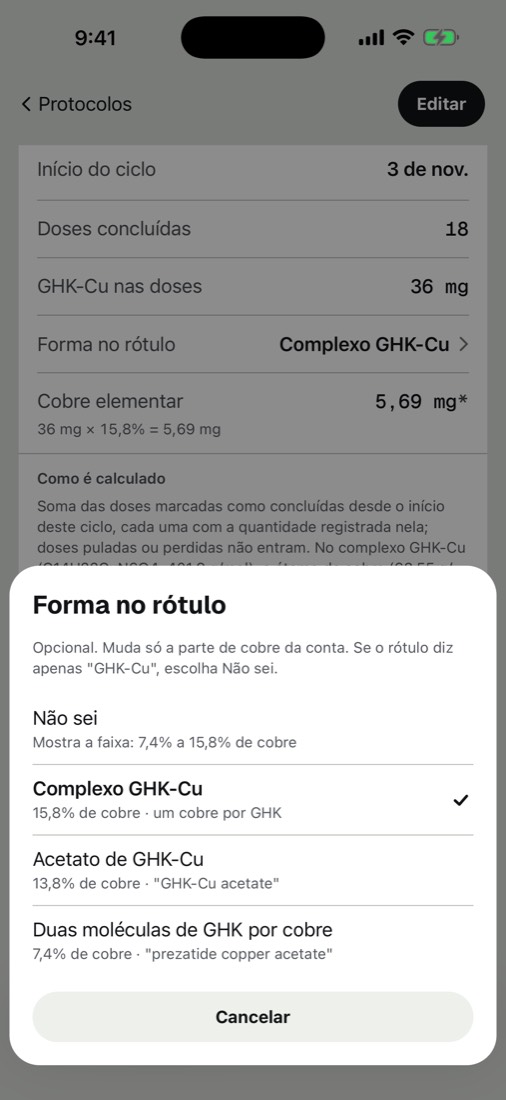 9:41
Protocolos
Editar
Início do ciclo 3 de nov.
Doses concluídas 18
GHK-Cu nas doses 36 mg
Forma no rótulo Complexo GHK-Cu
Cobre elementar 5,69 mg*
36 mg × 15,8% = 5,69 mg
Como é calculado
Soma das doses marcadas como concluídas desde o início
deste ciclo, cada uma com a quantidade registrada nela;
doses puladas ou perdidas não entram. No complexo GHK-Cu
Forma no rótulo
Opcional. Muda só a parte de cobre da conta. Se o rótulo diz
apenas "GHK-Cu", escolha Não sei.
Não sei
Mostra a faixa: 7,4% a 15,8% de cobre
Complexo GHK-Cu
15,8% de cobre · um cobre por GHK
Acetato de GHK-Cu
13,8% de cobre · "GHK-Cu acetate"
Duas moléculas de GHK por cobre
7,4% de cobre · "prezatide copper acetate"
Cancelar